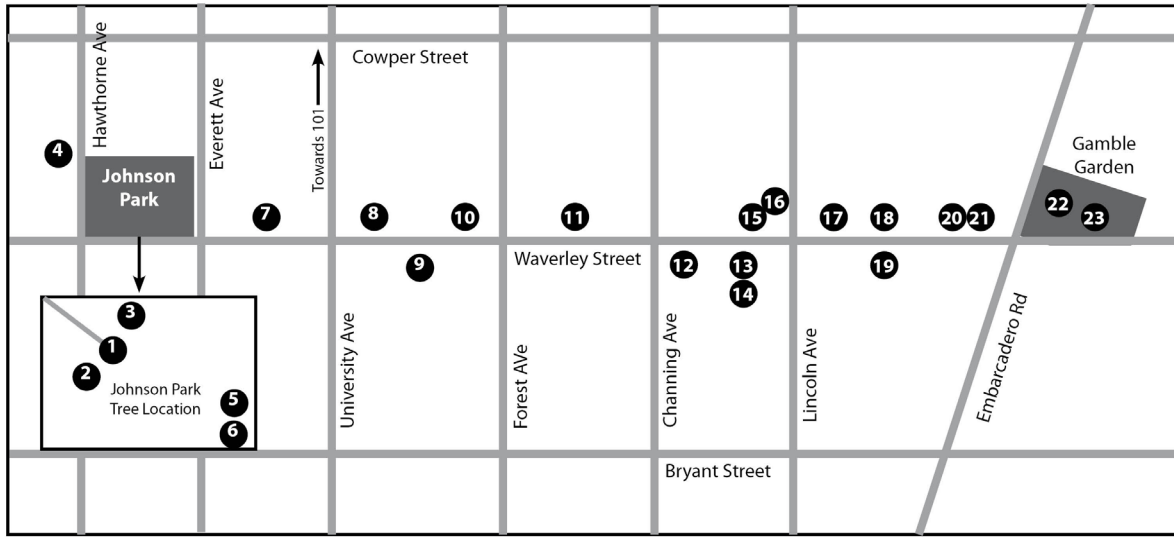 Hawthorne Ave
Everett Ave
Towards 101
Cowper Street
Gamble
Garden
4
Johnson
Park
7
8
10
11
15
16
17
18
20
21
22
23
Waverley Street
9
12
13
14
19
3
1
2
Johnson Park
Tree Location
5
6
University Ave
Forest AVe
Channing Ave
Lincoln Ave
Embarcadero Rd
Bryant Street